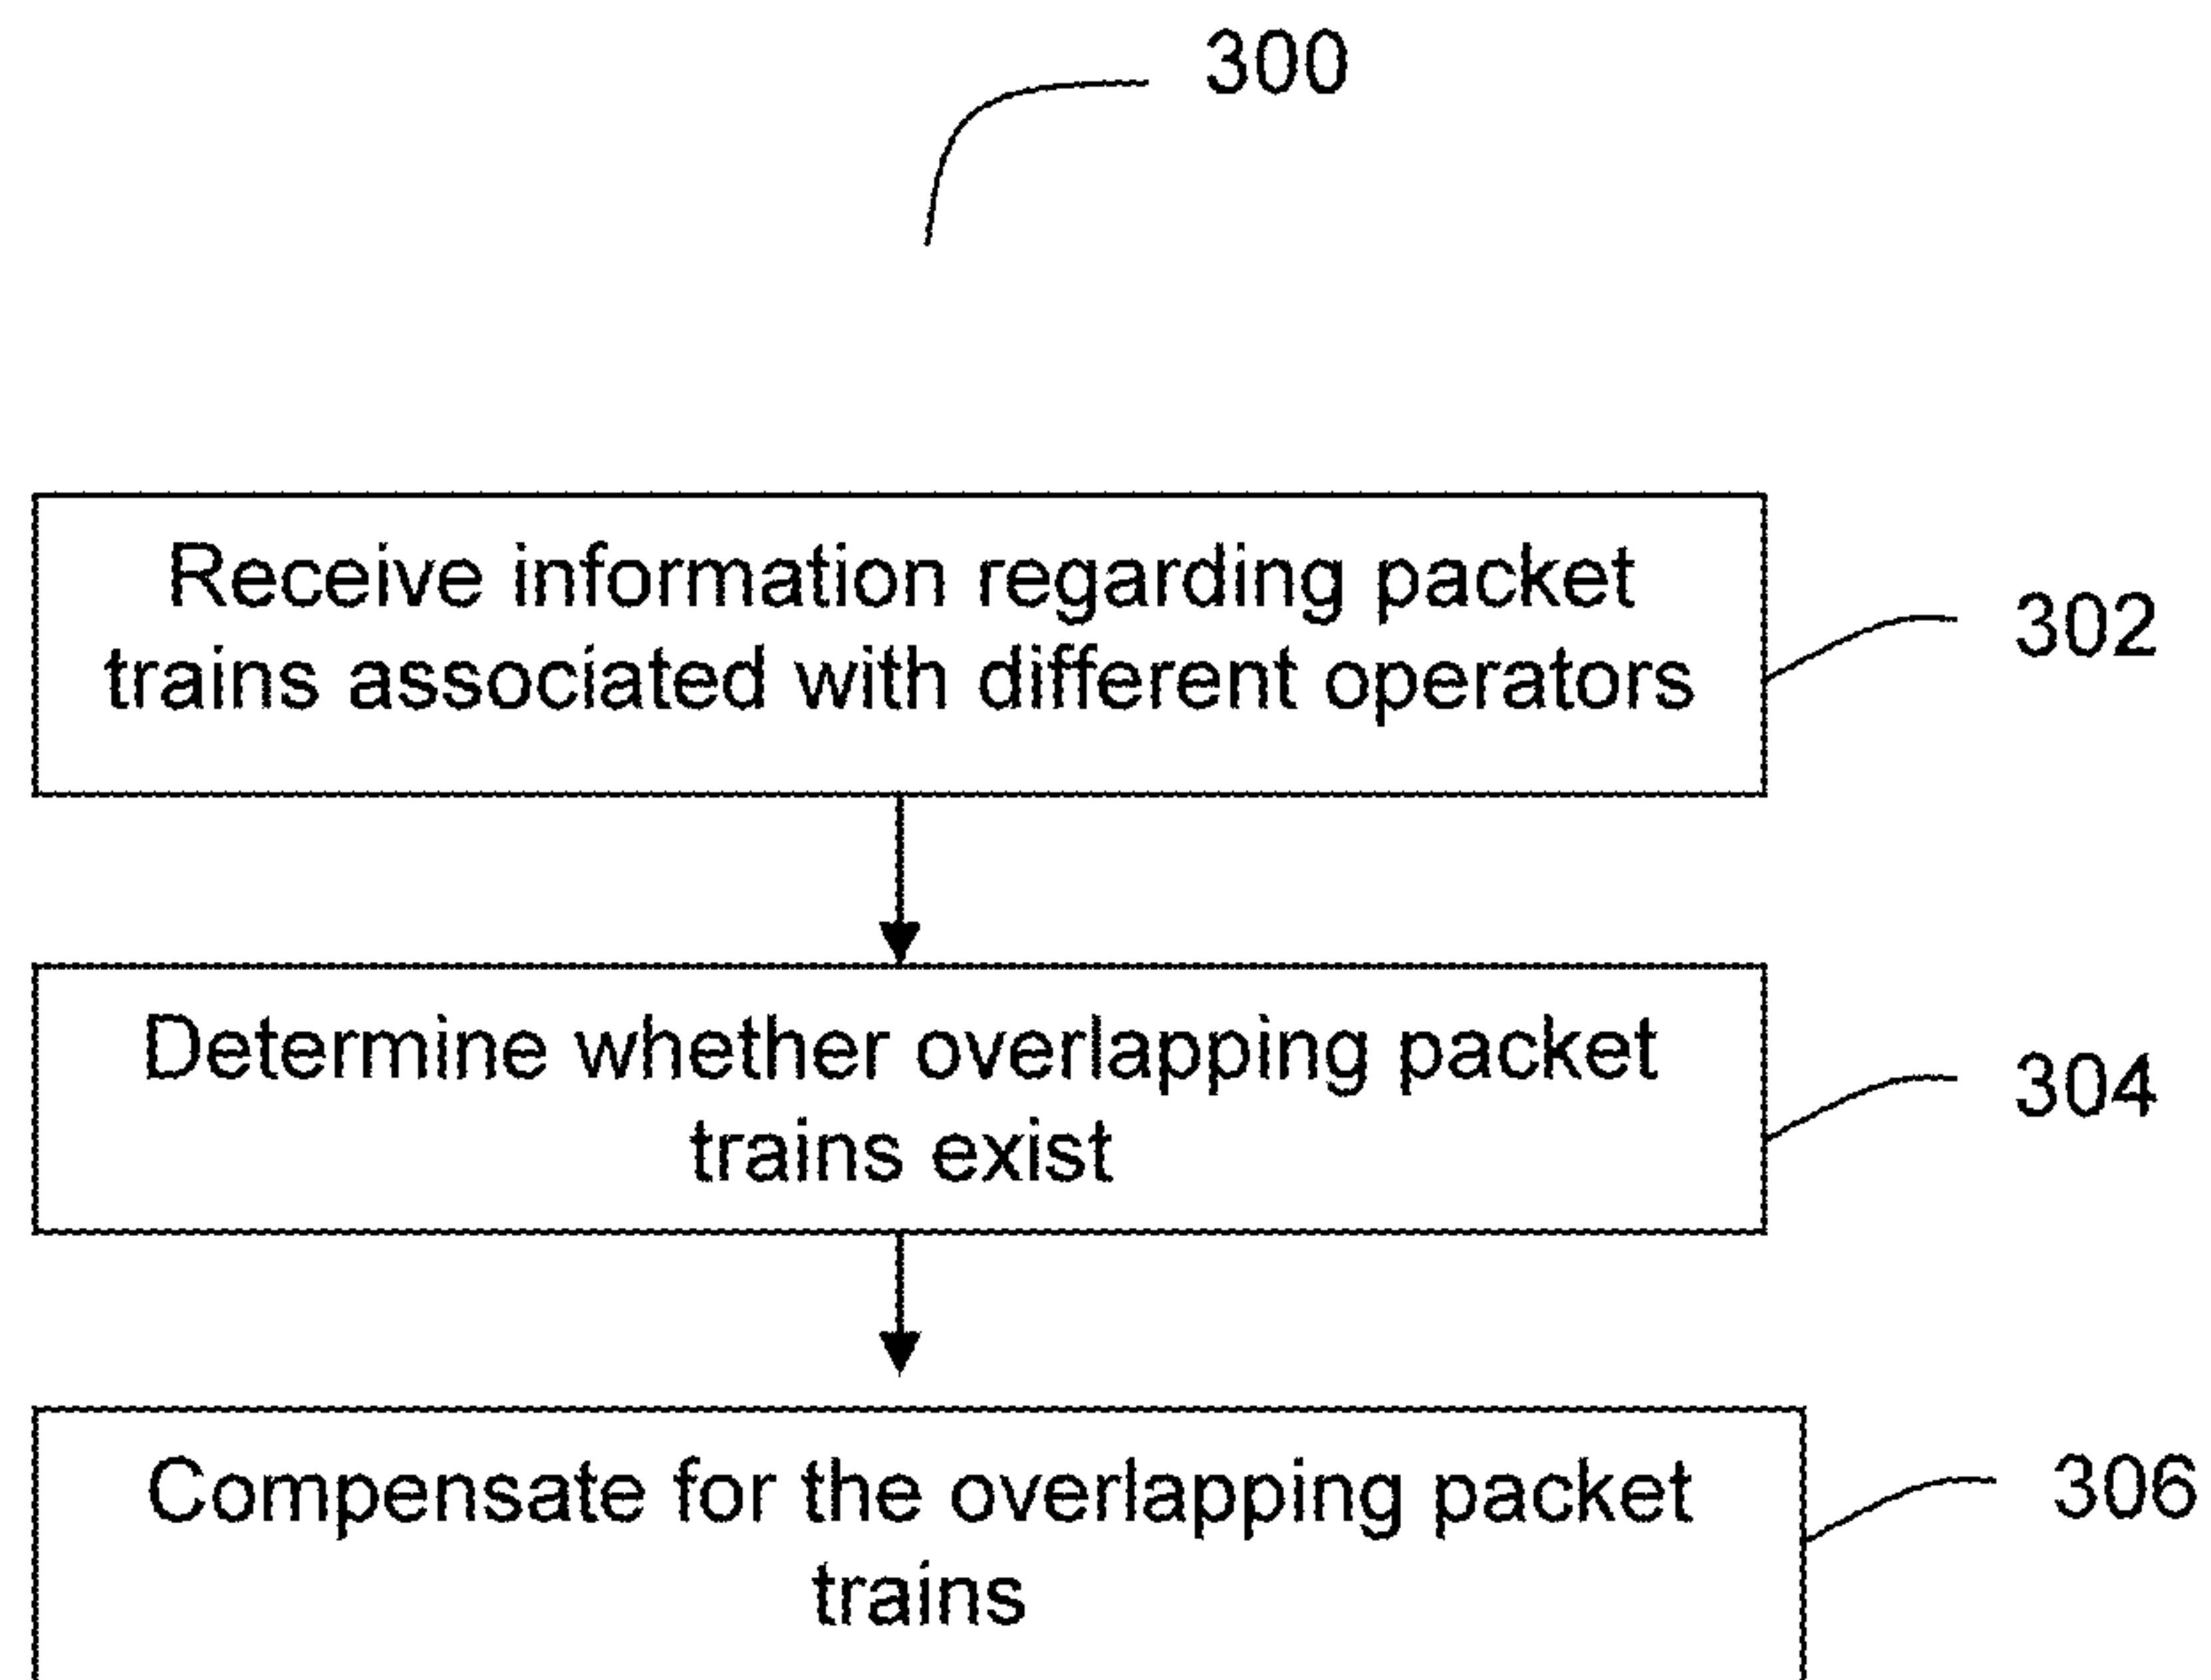 300
Receive information regarding packet
trains associated with different operators
302
Determine whether overlapping packet
trains exist
304
Compensate for the overlapping packet
trains
306